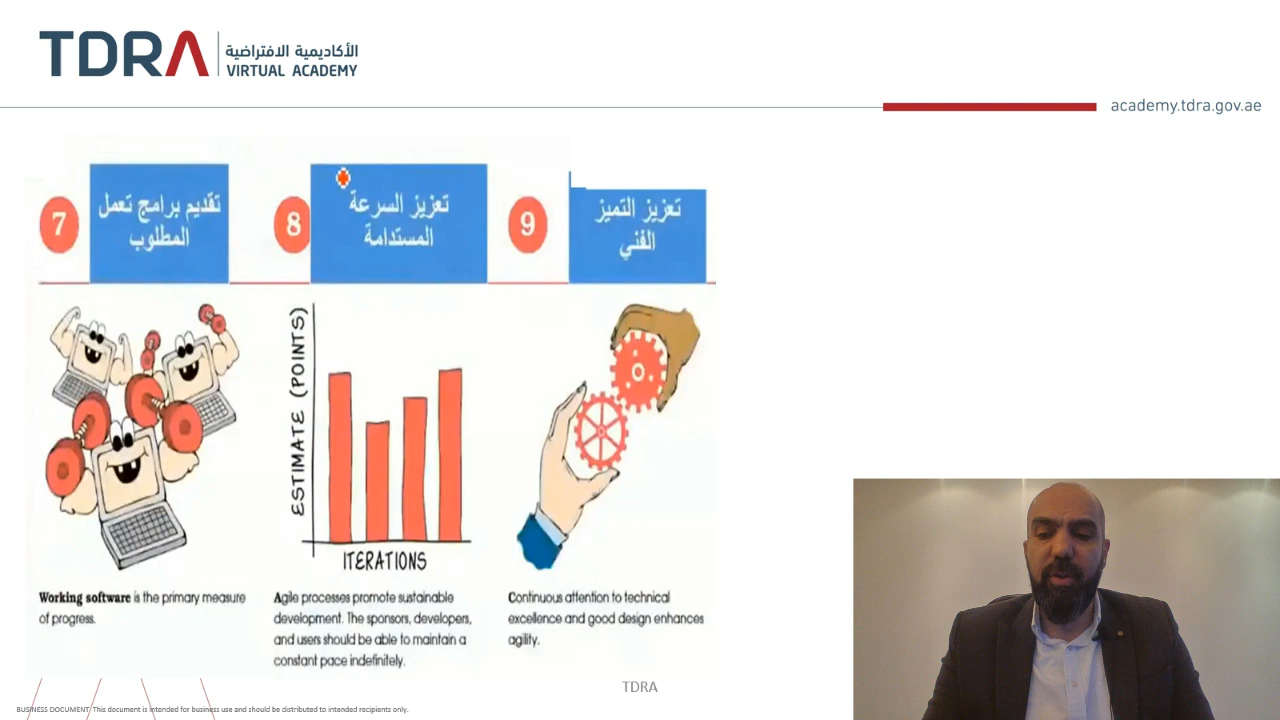 TDRA
الأكاديمية الافتراضية
VIRTUAL ACADEMY
academy.tdra.gov.ae
7
تقديم برامج تعمل
المطلوب
8
تعزيز السرعة
المستدامة
9
تعزيز التميز
الفني
ESTIMATE (POINTS)
ITERATIONS
Working software is the primary measure
of progress.
Agile processes promote sustainable
development. The sponsors, developers,
and users should be able to maintain a
constant pace indefinitely.
Continuous attention to technical
excellence and good design enhances
agility.
TDRA
BUSINESS DOCUMENT This document is intended for business use and should be distributed to intended recipients only.